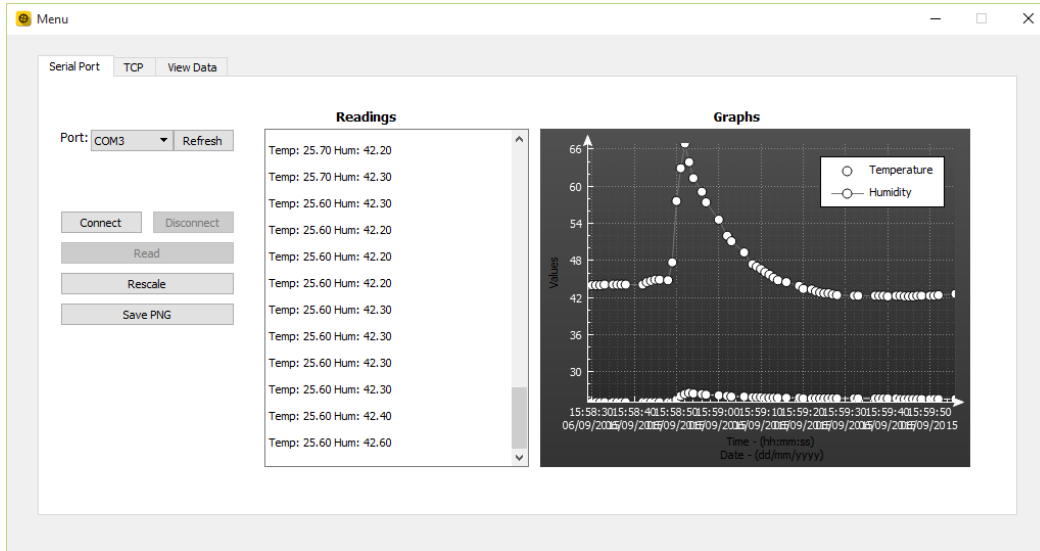 Menu
Serial Port TCP View Data
Port: COM3 Refresh
Connect Disconnect
Read
Rescale
Save PNG
Readings
Temp: 25.70 Hum: 42.20
Temp: 25.70 Hum: 42.30
Temp: 25.60 Hum: 42.30
Temp: 25.60 Hum: 42.20
Temp: 25.60 Hum: 42.20
Temp: 25.60 Hum: 42.20
Temp: 25.60 Hum: 42.30
Temp: 25.60 Hum: 42.30
Temp: 25.60 Hum: 42.30
Temp: 25.60 Hum: 42.30
Temp: 25.60 Hum: 42.40
Temp: 25.60 Hum: 42.60
Graphs
Temperature
Humidity
Values
66
60
54
48
42
36
30
15:58:30 15:58:40 15:58:50 15:59:00 15:59:10 15:59:20 15:59:30 15:59:40 15:59:50
06/09/2015
Time - (hh:mm:ss)
Date - (dd/mm/yyyy)